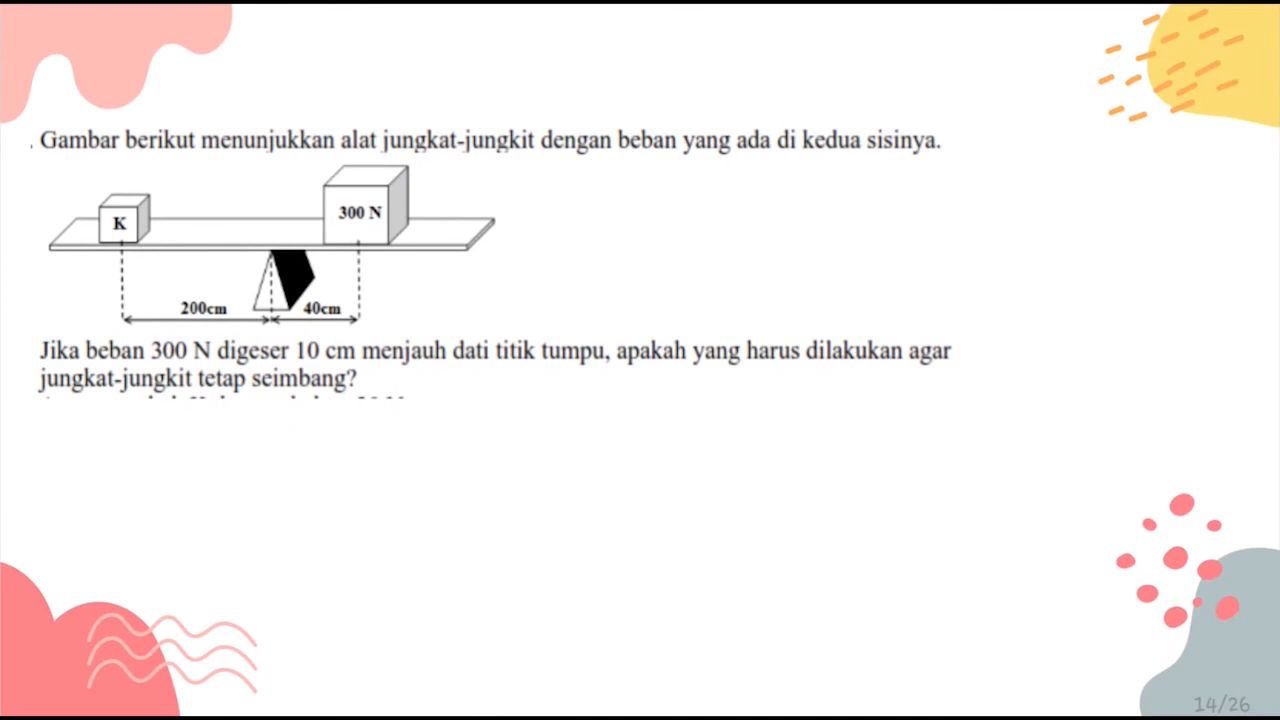 . Gambar berikut menunjukkan alat jungkat-jungkit dengan beban yang ada di kedua sisinya.
K
300 N
200cm
40cm
Jika beban 300 N digeser 10 cm menjauh dati titik tumpu, apakah yang harus dilakukan agar
jungkat-jungkit tetap seimbang?
14/26